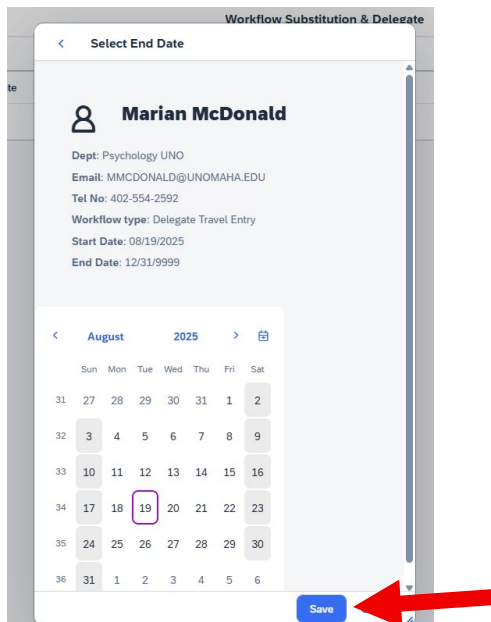 Workflow Substitution & Delegate
Select End Date
te
Marian McDonald
Dept: Psychology UNO
Email: MMCDONALD@UNOMAHA.EDU
Tel No: 402-554-2592
Workflow type: Delegate Travel Entry
Start Date: 08/19/2025
End Date: 12/31/9999
August 2025
Sun Mon Tue Wed Thu Fri Sat
31 27 28 29 30 31 1 2
32 3 4 5 6 7 8 9
33 10 11 12 13 14 15 16
34 17 18 19 20 21 22 23
35 24 25 26 27 28 29 30
36 31 1 2 3 4 5 6
Save